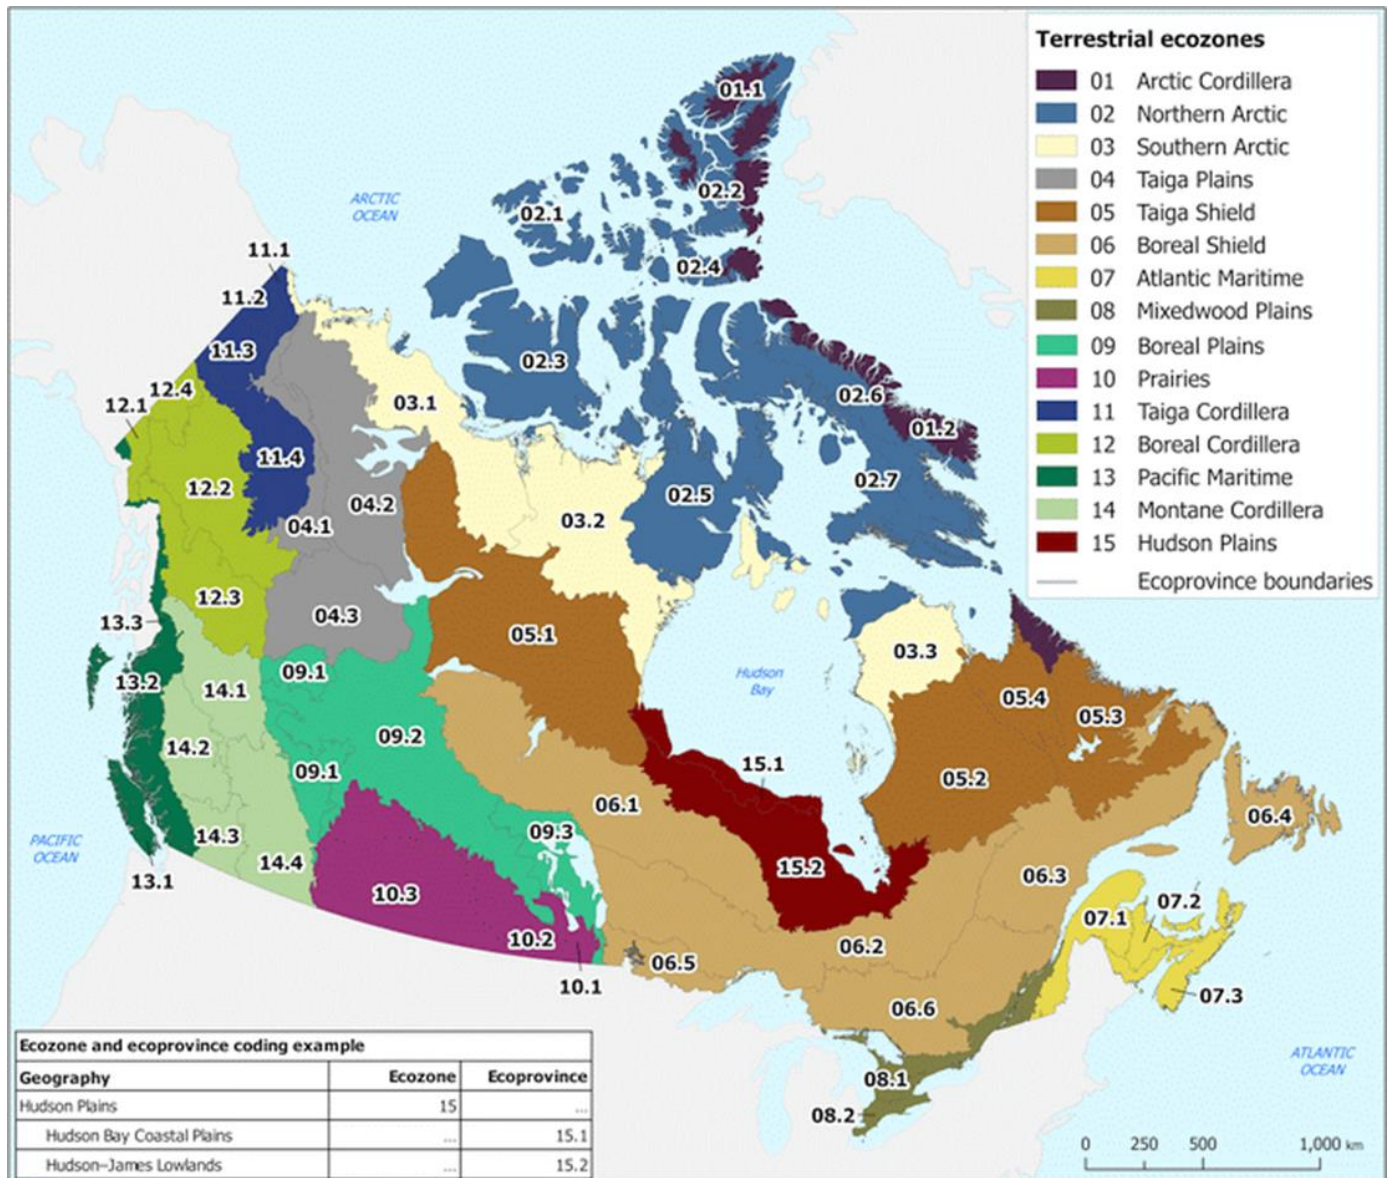 Terrestrial ecozones
01 Arctic Cordillera
02 Northern Arctic
03 Southern Arctic
04 Taiga Plains
05 Taiga Shield
06 Boreal Shield
07 Atlantic Maritime
08 Mixedwood Plains
09 Boreal Plains
10 Prairies
11 Taiga Cordillera
12 Boreal Cordillera
13 Pacific Maritime
14 Montane Cordillera
15 Hudson Plains
Ecoprovince boundaries
01.1
02.2
ARCTIC
OCEAN
02.1
11.1
02.4
11.2
11.3
02.3
12.4
02.6
12.1
03.1
01.2
11.4
02.7
12.2
02.5
04.2
04.1
03.2
12.3
04.3
13.3
05.1
03.3
09.1
Hudson
Bay
13.2
14.1
05.4
05.3
09.2
14.2
15.1
09.1
05.2
06.1
06.4
09.3
14.3
PACIFIC
OCEAN
14.4
15.2
06.3
13.1
10.3
07.2
07.1
10.2
06.2
06.5
10.1
07.3
06.6
ATLANTIC
OCEAN
08.1
08.2
0 250 500 1,000 km
Ecozone and ecoprovince coding example
Geography Ecozone Ecoprovince
Hudson Plains 15 ...
Hudson Bay Coastal Plains ... 15.1
Hudson–James Lowlands ... 15.2